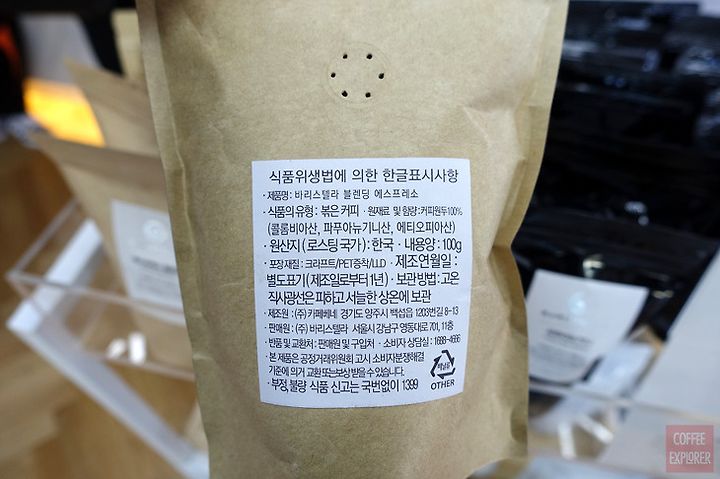 식품위생법에 의한 한글표시사항
· 제품명 : 바리스텔라 블렌딩 에스프레소
· 식품의 유형 : 볶은 커피 · 원재료 및 함량 : 커피원두100%
(콜롬비아산, 파푸아뉴기니산, 에티오피아산)
· 원산지 ( 로스팅 국가 ) : 한국 · 내용양 : 100g
· 포장 재질 : 크라프트/PET증착/LLD · 제조연월일 :
별도표기 ( 제조일로부터 1년 ) · 보관 방법 : 고온
직사광선은 피하고 서늘한 상온에 보관
· 제조원 : (주) 카페베네 경기도 양주시 백석읍 1203번길 8-13
· 판매원 : (주) 바리스텔라 서울시 강남구 영동대로 701, 11층
· 반품 및 교환처 : 판매원 및 구입처 · 소비자 상담실 : 1688-4666
· 본 제품은 공정거래위원회 고시 소비자분쟁해결
기준에 의거 교환 또는 보상 받을 수 있습니다.
· 부정, 불량 식품 신고는 국번없이 1399
비닐류
OTHER
COFFEE
EXPLORER